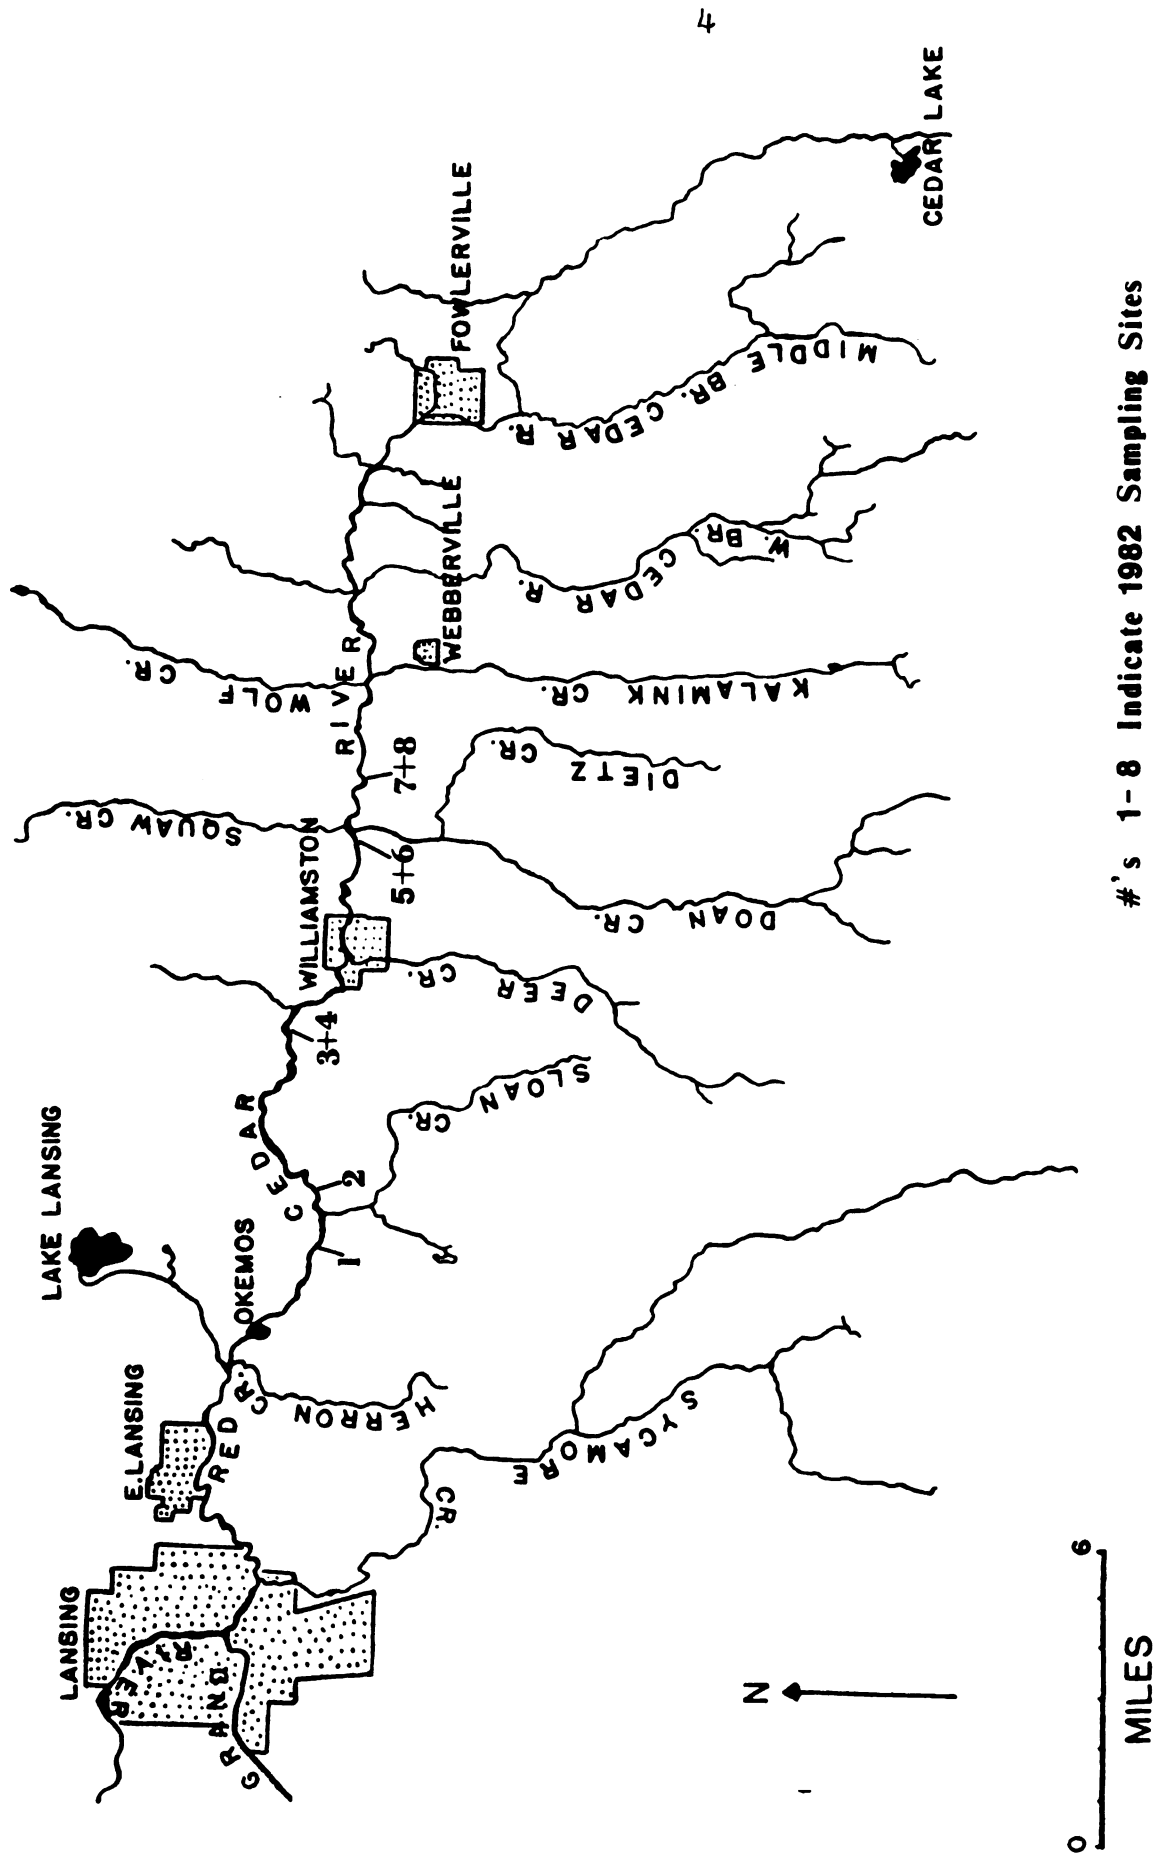 4
LANSING
E.LANSING
LAKE LANSING
OKEMOS
WILLIAMSTON
WEBBERVILLE
FOWLERVILLE
CEDAR LAKE
GRAND RIVER
RED CEDAR RIVER
SYCAMORE CR.
HERRON CR.
SLOAN CR.
DEER CR.
DOAN CR.
DIETZ CR.
SQUAW CR.
WOLF CR.
KALAMINK CR.
W. BR. CEDAR R.
MIDDLE BR. CEDAR R.
1
2
3+4
5+6
7+8
N
0 6
MILES
#'s 1-8 Indicate 1982 Sampling Sites